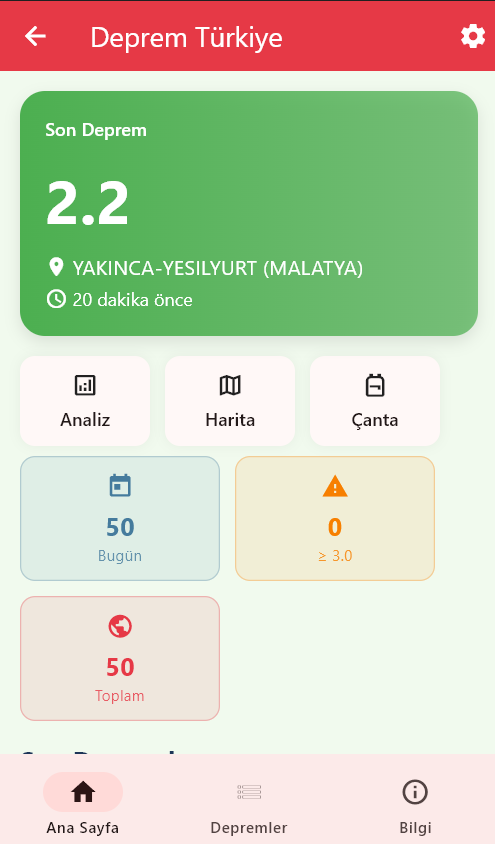 Deprem Türkiye
Son Deprem
2.2
YAKINCA-YESILYURT (MALATYA)
20 dakika önce
Analiz
Harita
Çanta
50
Bugün
0
≥ 3.0
50
Toplam
Ana Sayfa
Depremler
Bilgi